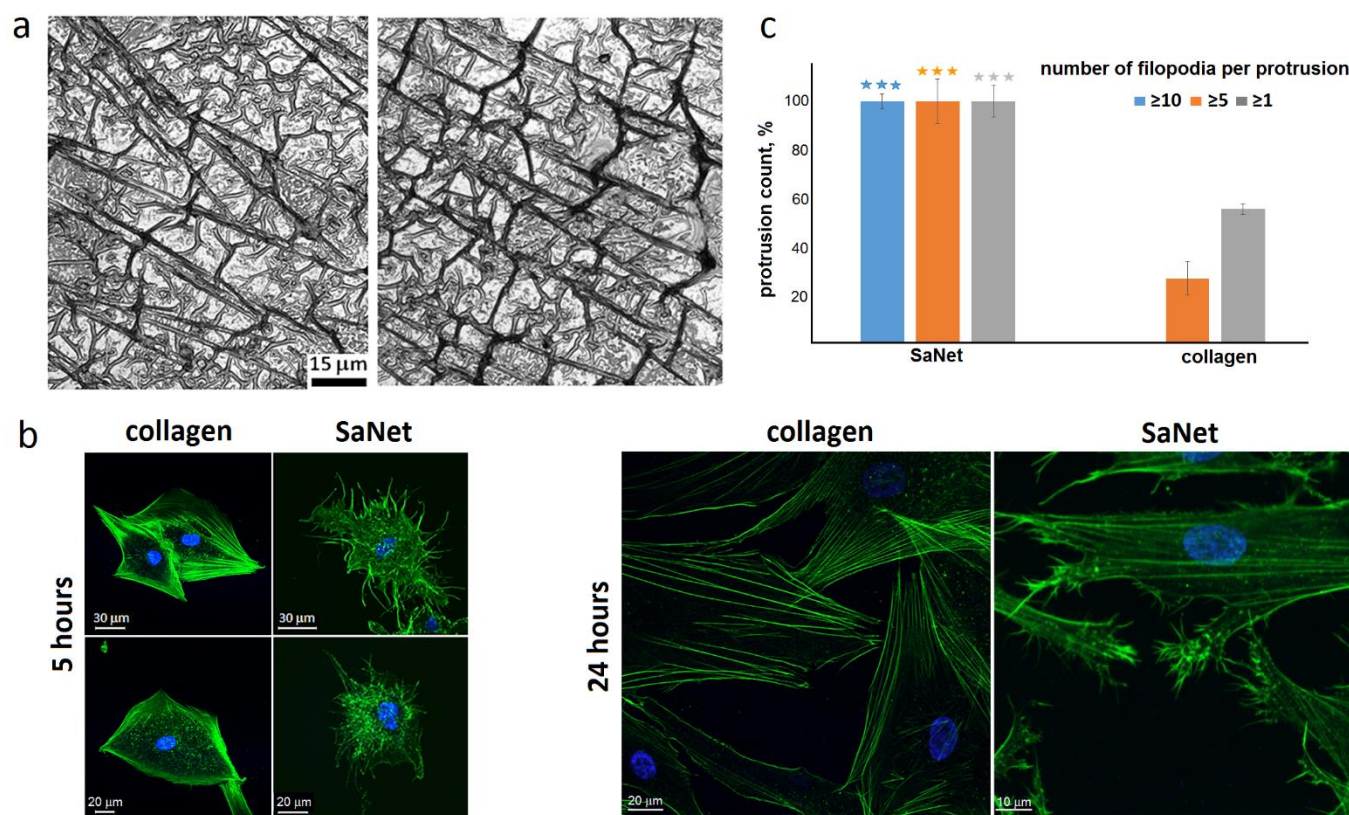 a
15 µm
c
number of filopodia per protrusion
≥10 ≥5 ≥1
protrusion count, %
100
80
60
40
20
SaNet collagen
b
collagen SaNet
5 hours
30 µm 30 µm
20 µm 20 µm
24 hours
collagen SaNet
20 µm 10 µm